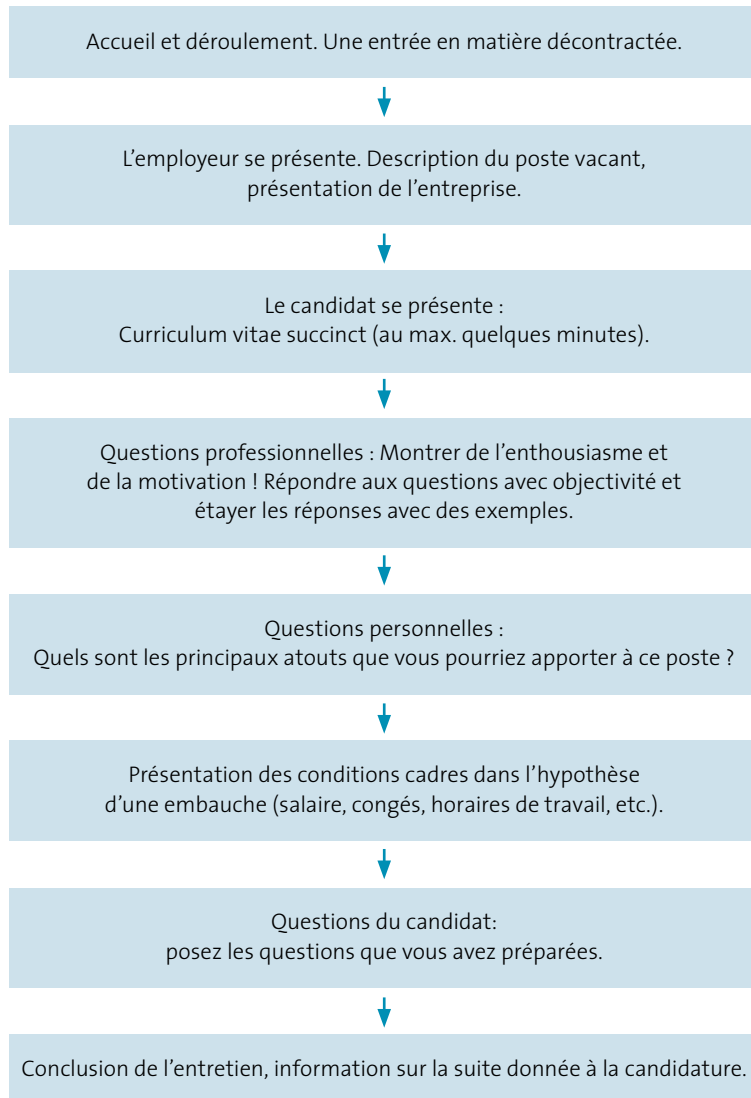 Accueil et déroulement. Une entrée en matière décontractée.
L’employeur se présente. Description du poste vacant,
présentation de l’entreprise.
Le candidat se présente :
Curriculum vitae succinct (au max. quelques minutes).
Questions professionnelles : Montrer de l’enthousiasme et
de la motivation ! Répondre aux questions avec objectivité et
étayer les réponses avec des exemples.
Questions personnelles :
Quels sont les principaux atouts que vous pourriez apporter à ce poste ?
Présentation des conditions cadres dans l’hypothèse
d’une embauche (salaire, congés, horaires de travail, etc.).
Questions du candidat:
posez les questions que vous avez préparées.
Conclusion de l’entretien, information sur la suite donnée à la candidature.